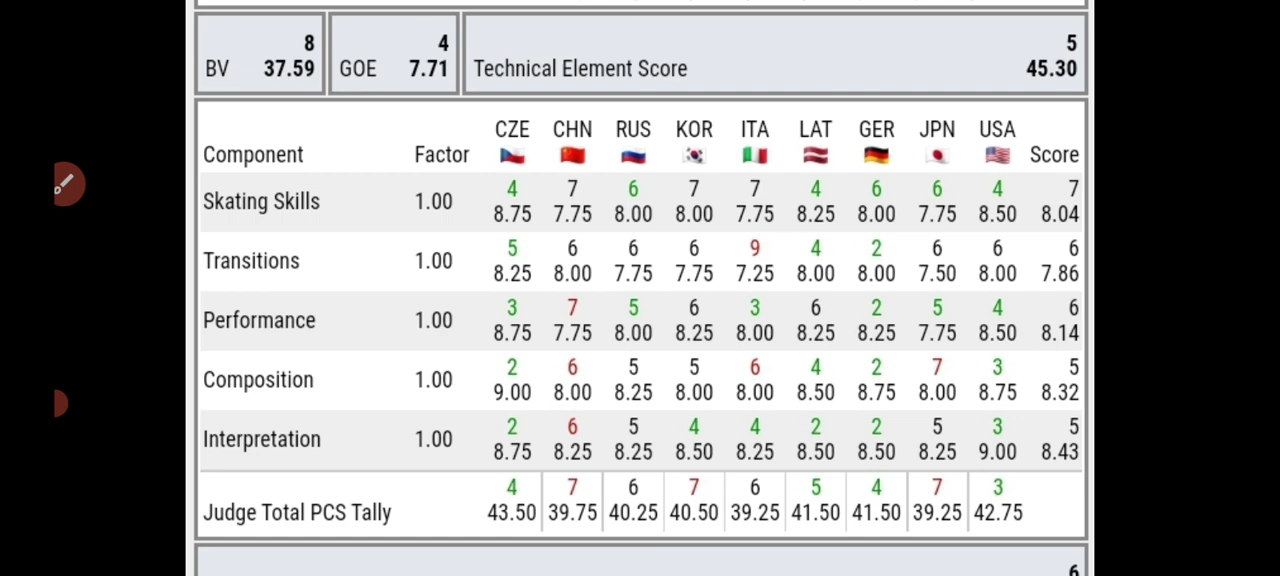 8
BV 37.59
4
GOE 7.71
5
Technical Element Score 45.30
CZE CHN RUS KOR ITA LAT GER JPN USA
Component Factor Score
4 7 6 7 7 4 6 6 4 7
Skating Skills 1.00 8.75 7.75 8.00 8.00 7.75 8.25 8.00 7.75 8.50 8.04
5 6 6 6 9 4 2 6 6 6
Transitions 1.00 8.25 8.00 7.75 7.75 7.25 8.00 8.00 7.50 8.00 7.86
3 7 5 6 3 6 2 5 4 6
Performance 1.00 8.75 7.75 8.00 8.25 8.00 8.25 8.25 7.75 8.50 8.14
2 6 5 5 6 4 2 7 3 5
Composition 1.00 9.00 8.00 8.25 8.00 8.00 8.50 8.75 8.00 8.75 8.32
2 6 5 4 4 2 2 5 3 5
Interpretation 1.00 8.75 8.25 8.25 8.50 8.25 8.50 8.50 8.25 9.00 8.43
4 7 6 7 6 5 4 7 3
Judge Total PCS Tally 43.50 39.75 40.25 40.50 39.25 41.50 41.50 39.25 42.75
6